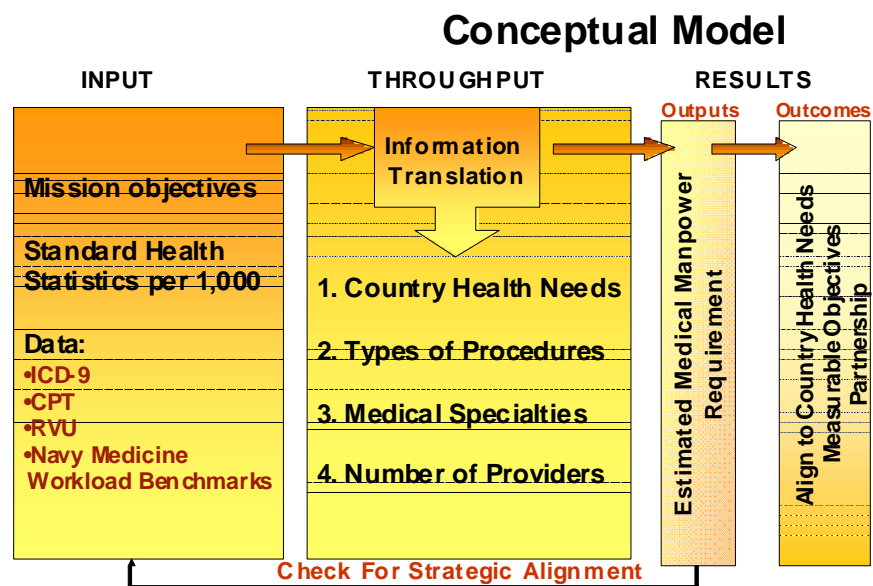 Conceptual Model
INPUT
THROUGHPUT
RESULTS
Outputs
Outcomes
Mission objectives
Standard Health
Statistics per 1,000
Data:
•ICD-9
•CPT
•RVU
•Navy Medicine
Workload Benchmarks
Information
Translation
1. Country Health Needs
2. Types of Procedures
3. Medical Specialties
4. Number of Providers
Estimated Medical Manpower
Requirement
Align to Country Health Needs
Measurable Objectives
Partnership
Check For Strategic Alignment